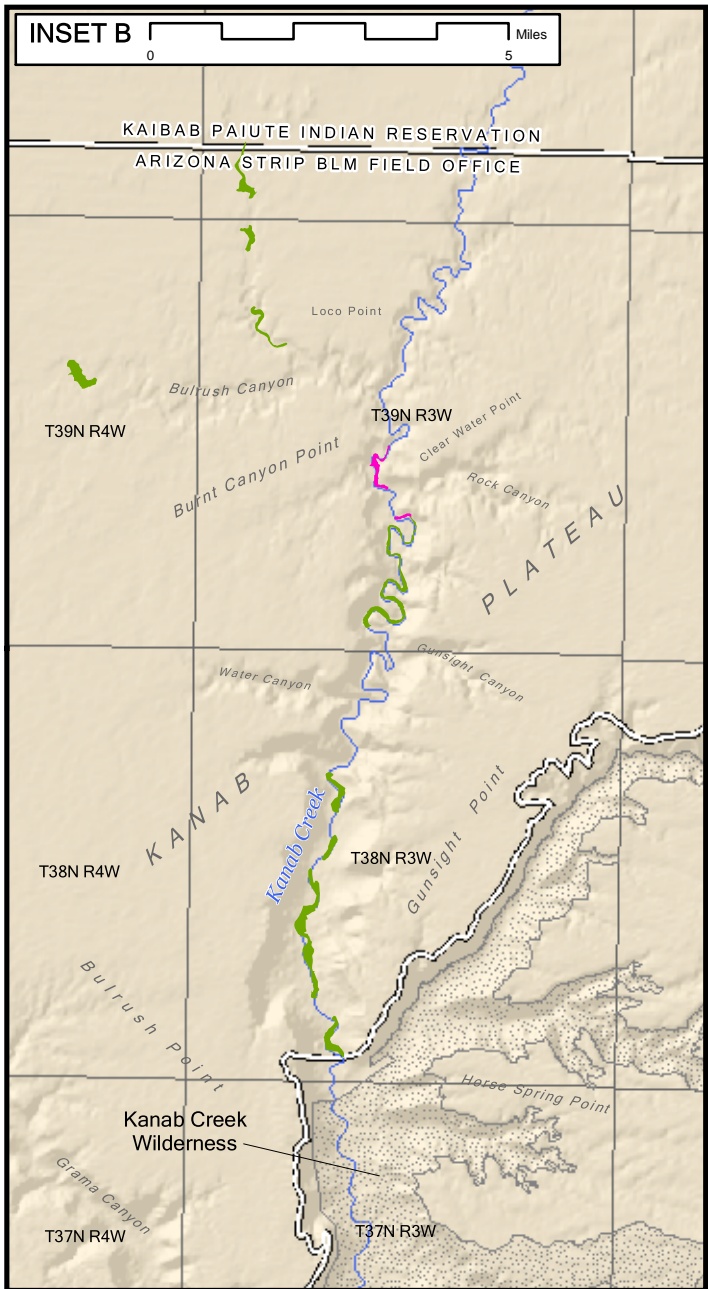 INSET B
Miles
0
5
KAIBAB PAIUTE INDIAN RESERVATION
ARIZONA STRIP BLM FIELD OFFICE
Loco Point
Bulrush Canyon
T39N R4W
T39N R3W
Clear Water Point
Burnt Canyon Point
Rock Canyon
PLATEAU
Gunsight Canyon
Water Canyon
KANAB
Gunsight Point
Kanab Creek
T38N R3W
T38N R4W
Bulrush Point
Horse Spring Point
Kanab Creek
Wilderness
Grama Canyon
T37N R4W
T37N R3W